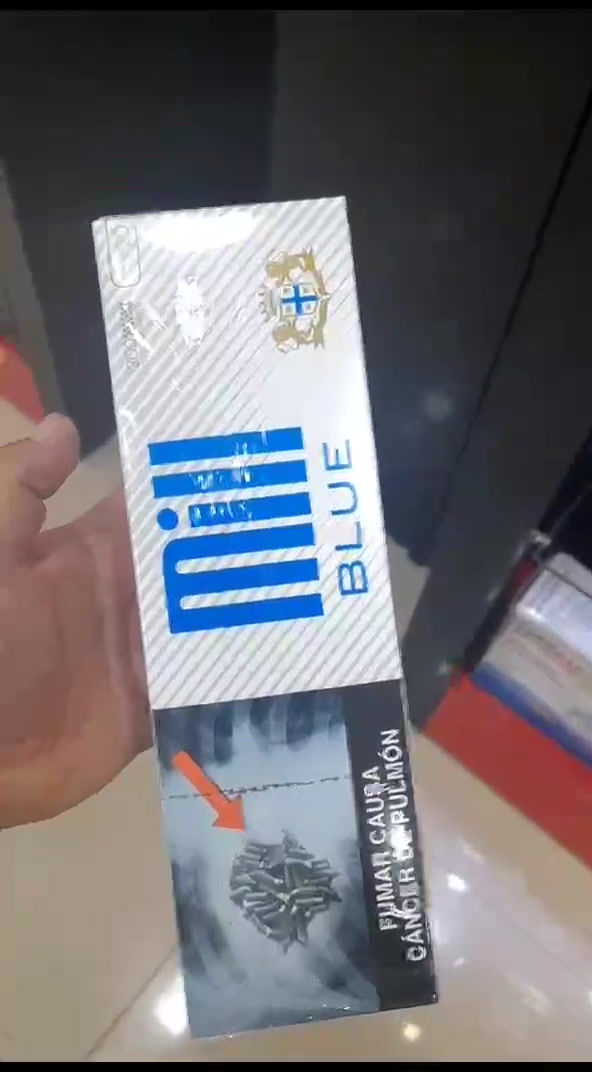 mill
BLUE
FUMAR CAUSA
CÁNCER DE PULMÓN